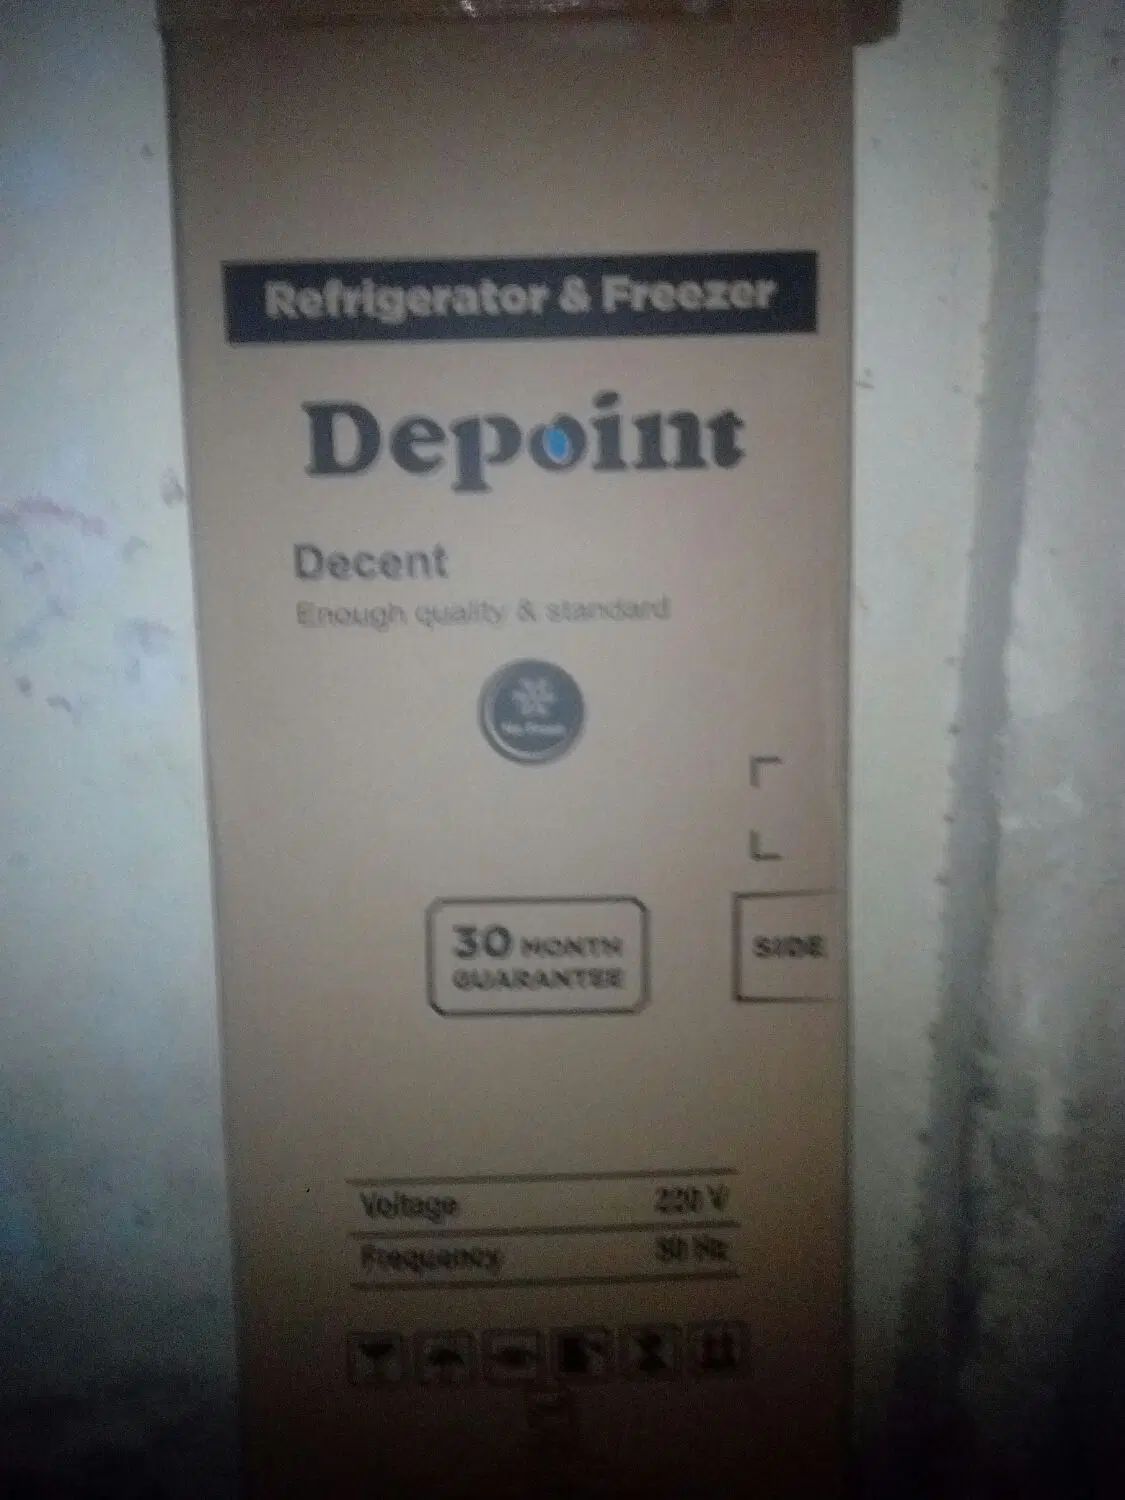 Refrigerator & Freezer
Depoint
Decent
Enough quality & standard
30 MONTH
GUARANTEE
SIDE
Voltage 220 V
Frequency 50 Hz